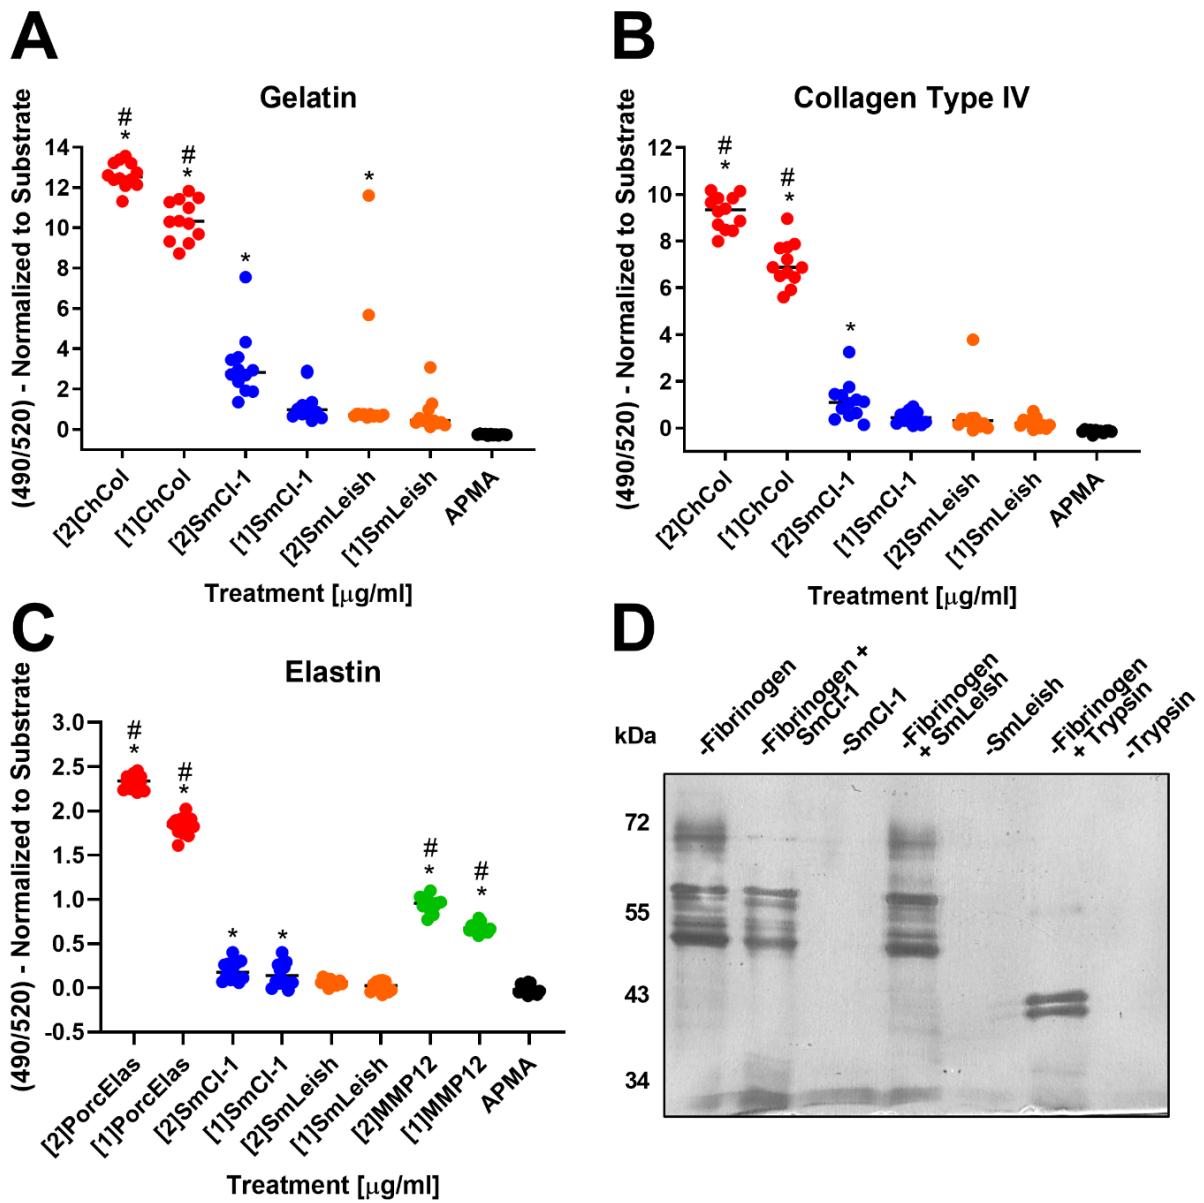 A
Gelatin
(490/520) - Normalized to Substrate
14
12
10
8
6
4
2
0
#
*
#
*
*
*
[2]ChCol
[1]ChCol
[2]SmCI-1
[1]SmCI-1
[2]SmLeish
[1]SmLeish
APMA
Treatment [μg/ml]
B
Collagen Type IV
(490/520) - Normalized to Substrate
12
10
8
6
4
2
0
#
*
#
*
*
[2]ChCol
[1]ChCol
[2]SmCI-1
[1]SmCI-1
[2]SmLeish
[1]SmLeish
APMA
Treatment [μg/ml]
C
Elastin
(490/520) - Normalized to Substrate
3.0
2.5
2.0
1.5
1.0
0.5
0.0
-0.5
#
*
#
*
*
*
#
*
#
*
[2]PorcElas
[1]PorcElas
[2]SmCI-1
[1]SmCI-1
[2]SmLeish
[1]SmLeish
[2]MMP12
[1]MMP12
APMA
Treatment [μg/ml]
D
kDa
-Fibrinogen
-Fibrinogen +
SmCI-1
-SmCI-1
-Fibrinogen
+ SmLeish
-SmLeish
-Fibrinogen
+ Trypsin
-Trypsin
72
55
43
34